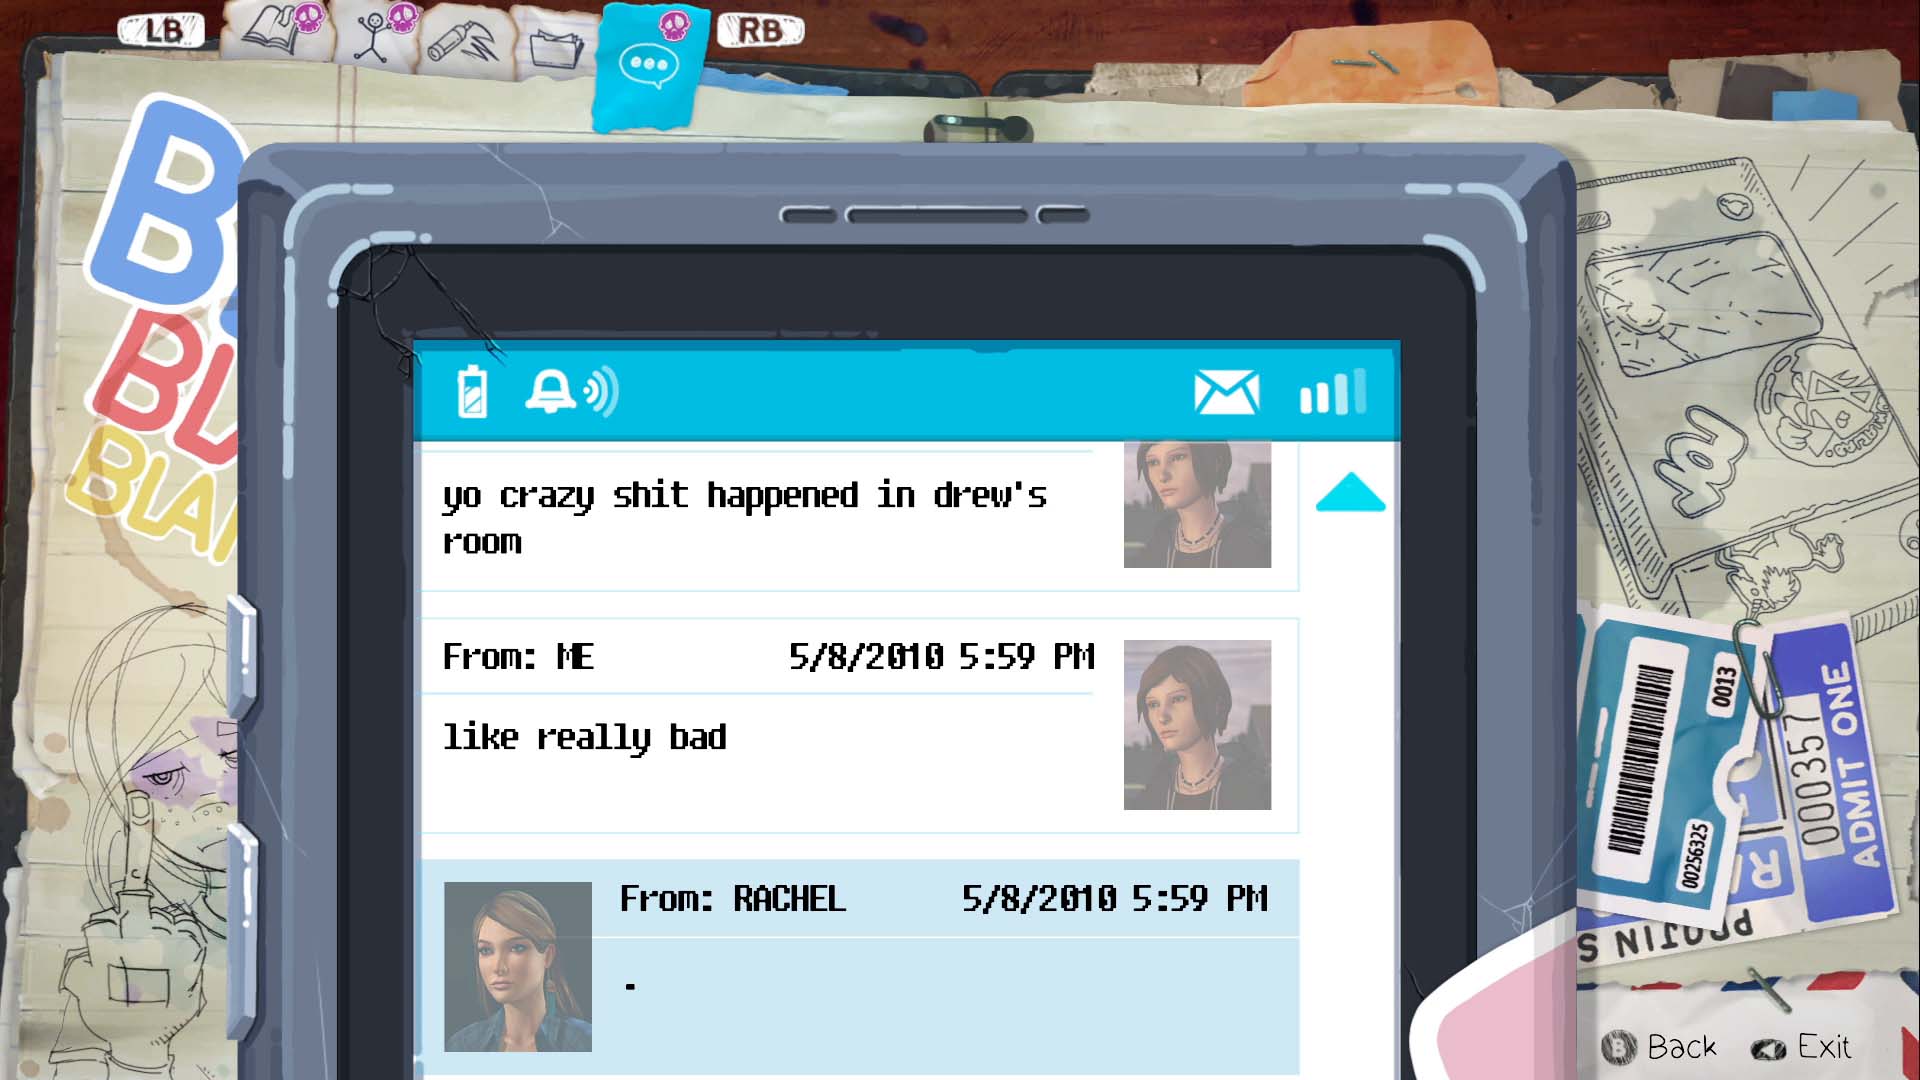 LB
RB
yo crazy shit happened in drew's
room
From: ME 5/8/2010 5:59 PM
like really bad
From: RACHEL 5/8/2010 5:59 PM
.
0013
00256325
000357
ADMIT ONE
B Back
Exit